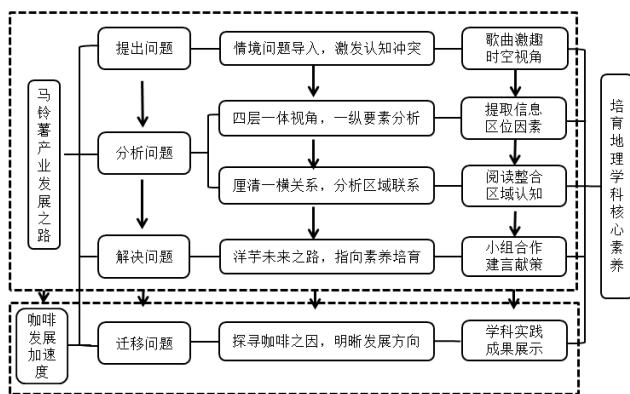 马铃薯产业发展之路
提出问题
情境问题导入，激发认知冲突
歌曲激趣
时空视角
分析问题
四层一体视角，一纵要素分析
提取信息
区位因素
厘清一横关系，分析区域联系
阅读整合
区域认知
解决问题
洋芋未来之路，指向素养培育
小组合作
建言献策
咖啡
发展
加速
度
迁移问题
探寻咖啡之因，明晰发展方向
学科实践
成果展示
培育地理学科核心素养